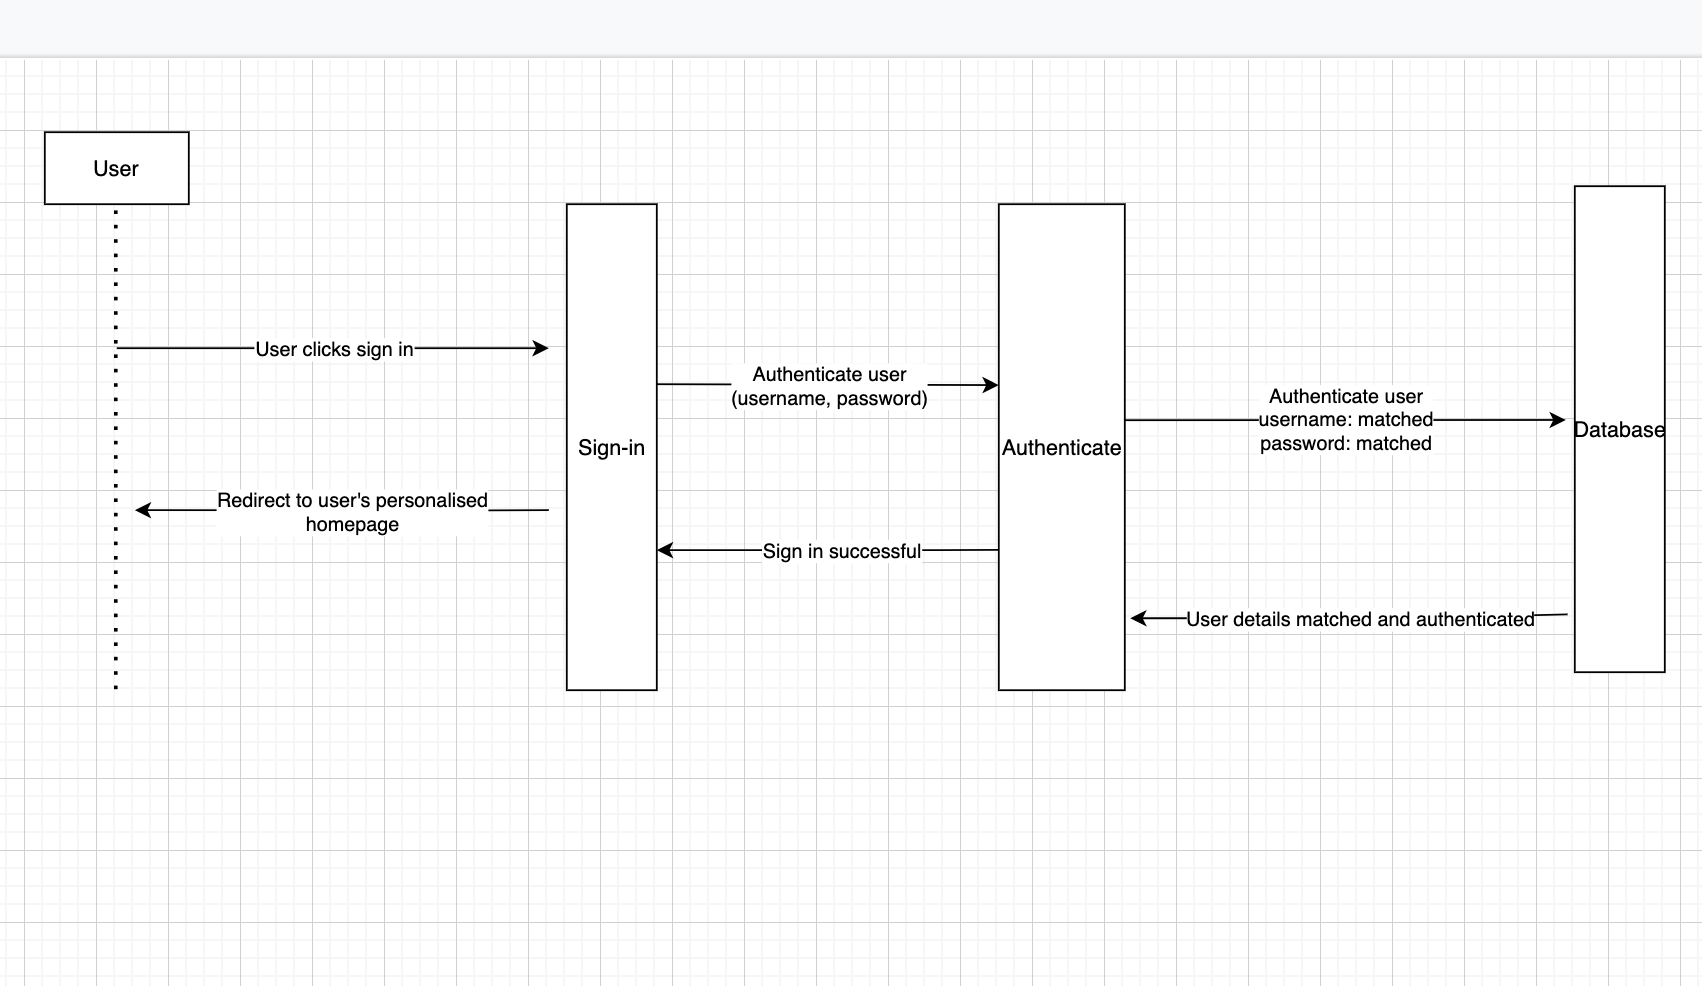 User
User clicks sign in
Authenticate user
(username, password)
Authenticate user
username: matched
password: matched
Database
Sign-in
Authenticate
Redirect to user's personalised
homepage
Sign in successful
User details matched and authenticated